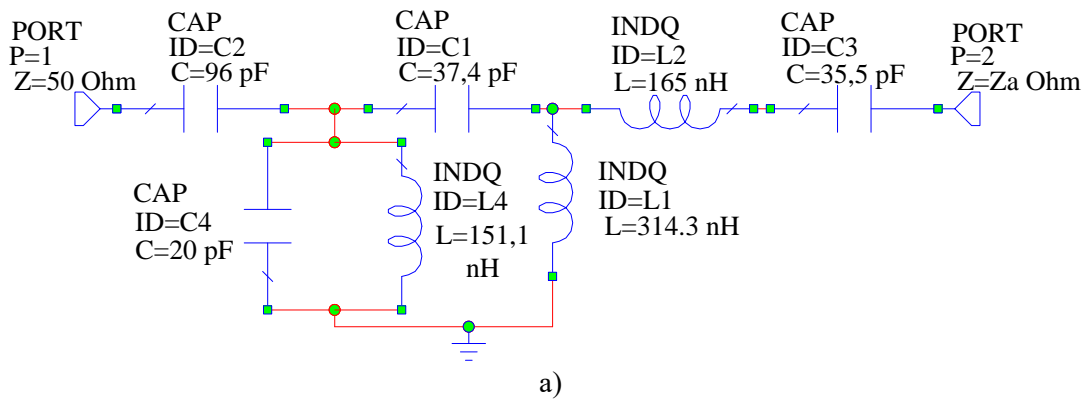 PORT
P=1
Z=50 Ohm
CAP
ID=C2
C=96 pF
CAP
ID=C1
C=37,4 pF
INDQ
ID=L2
L=165 nH
CAP
ID=C3
C=35,5 pF
PORT
P=2
Z=Za Ohm
CAP
ID=C4
C=20 pF
INDQ
ID=L4
L=151,1
nH
INDQ
ID=L1
L=314.3 nH
a)